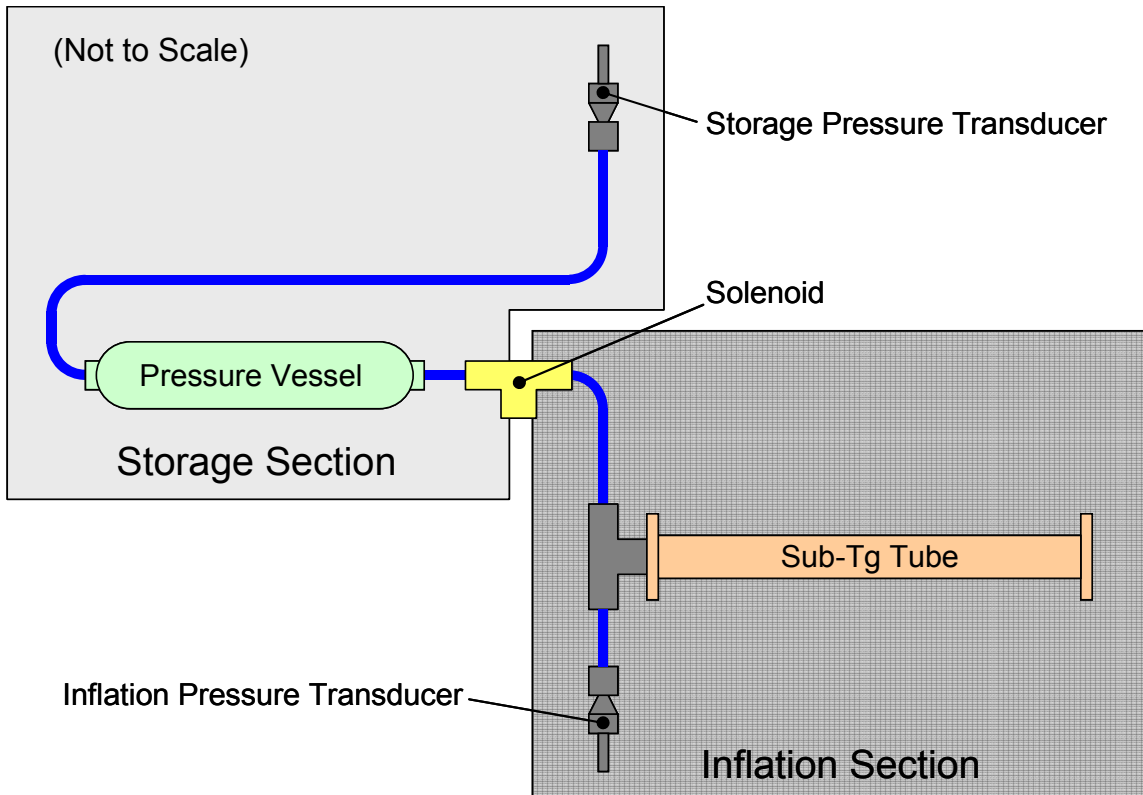 (Not to Scale)
Storage Pressure Transducer
Solenoid
Pressure Vessel
Storage Section
Sub-Tg Tube
Inflation Pressure Transducer
Inflation Section